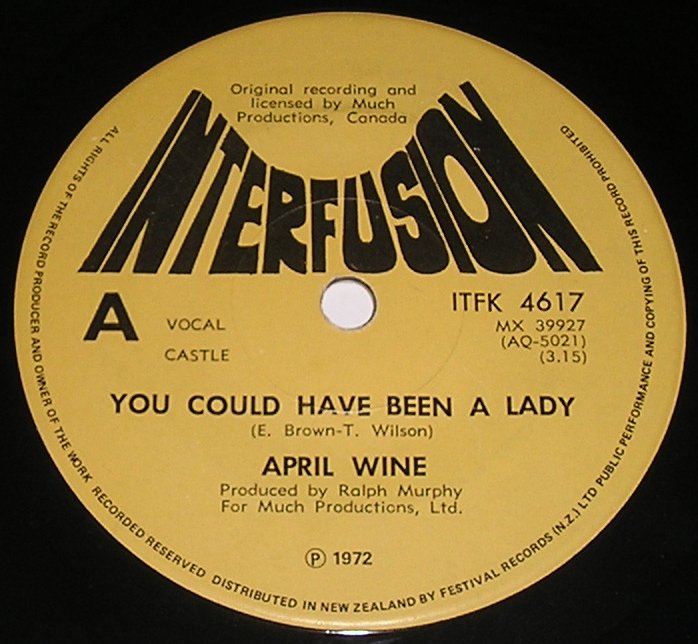 Original recording and
licensed by Much
Productions, Canada
INTERFUSION
A
VOCAL
CASTLE
ITFK 4617
MX 39927
(AQ-5021)
(3.15)
YOU COULD HAVE BEEN A LADY
(E. Brown-T. Wilson)
APRIL WINE
Produced by Ralph Murphy
For Much Productions, Ltd.
Ⓟ 1972
ALL RIGHTS OF THE RECORD PRODUCER AND OWNER OF THE WORK RECORDED RESERVED DISTRIBUTED IN NEW ZEALAND BY FESTIVAL RECORDS (N.Z.) LTD PUBLIC PERFORMANCE AND COPYING OF THIS RECORD PROHIBITED